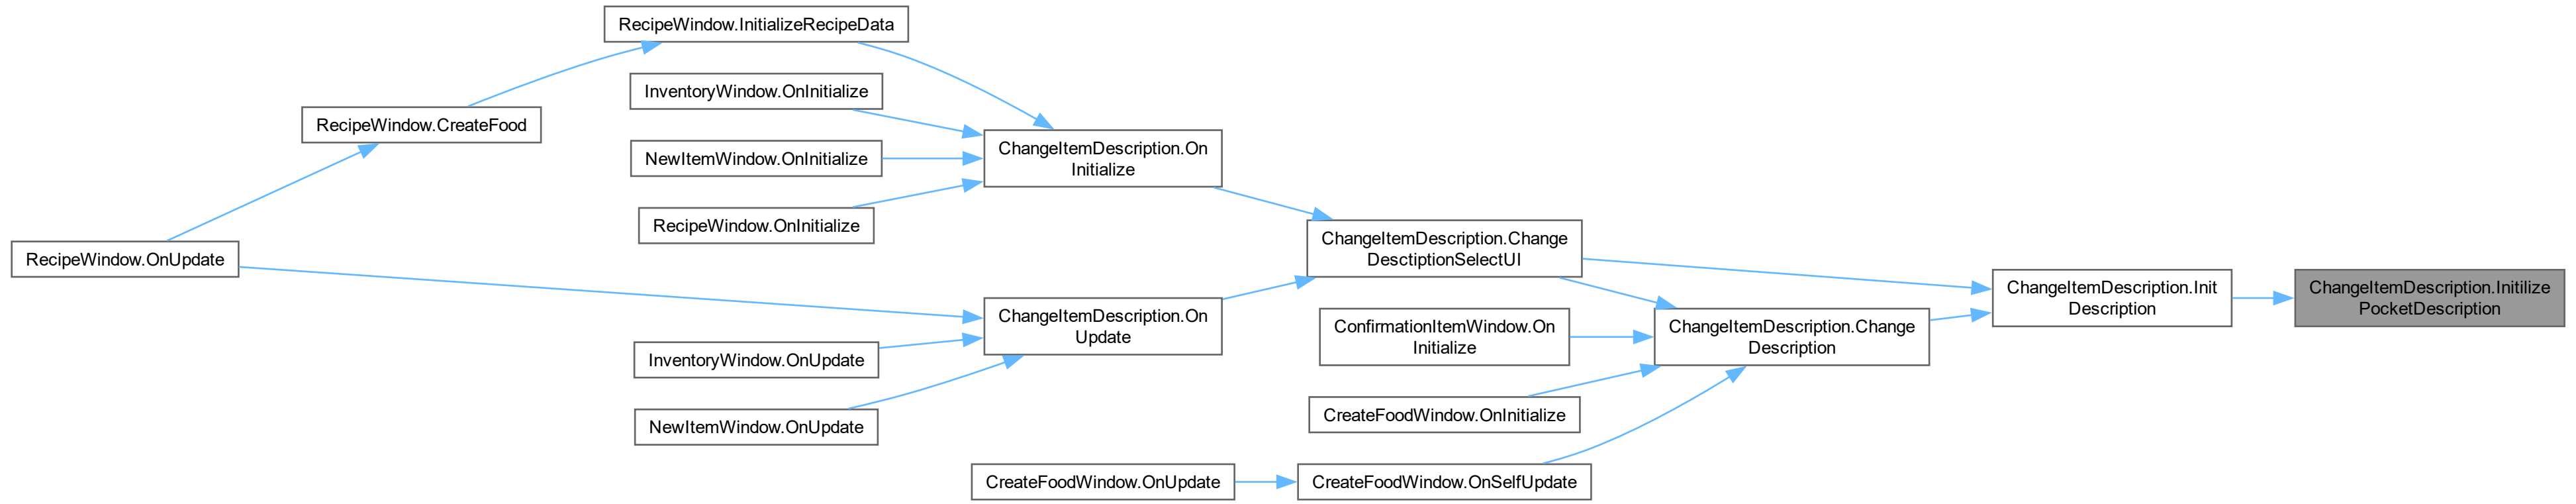 RecipeWindow.InitializeRecipeData
InventoryWindow.OnInitialize
RecipeWindow.CreateFood
NewItemWindow.OnInitialize
ChangeItemDescription.On
Initialize
RecipeWindow.OnInitialize
RecipeWindow.OnUpdate
ChangeItemDescription.Change
DesctiptionSelectUI
ChangeItemDescription.Init
Description
ChangeItemDescription.Initilize
PocketDescription
ChangeItemDescription.On
Update
ConfirmationItemWindow.On
Initialize
ChangeItemDescription.Change
Description
InventoryWindow.OnUpdate
CreateFoodWindow.OnInitialize
NewItemWindow.OnUpdate
CreateFoodWindow.OnUpdate
CreateFoodWindow.OnSelfUpdate